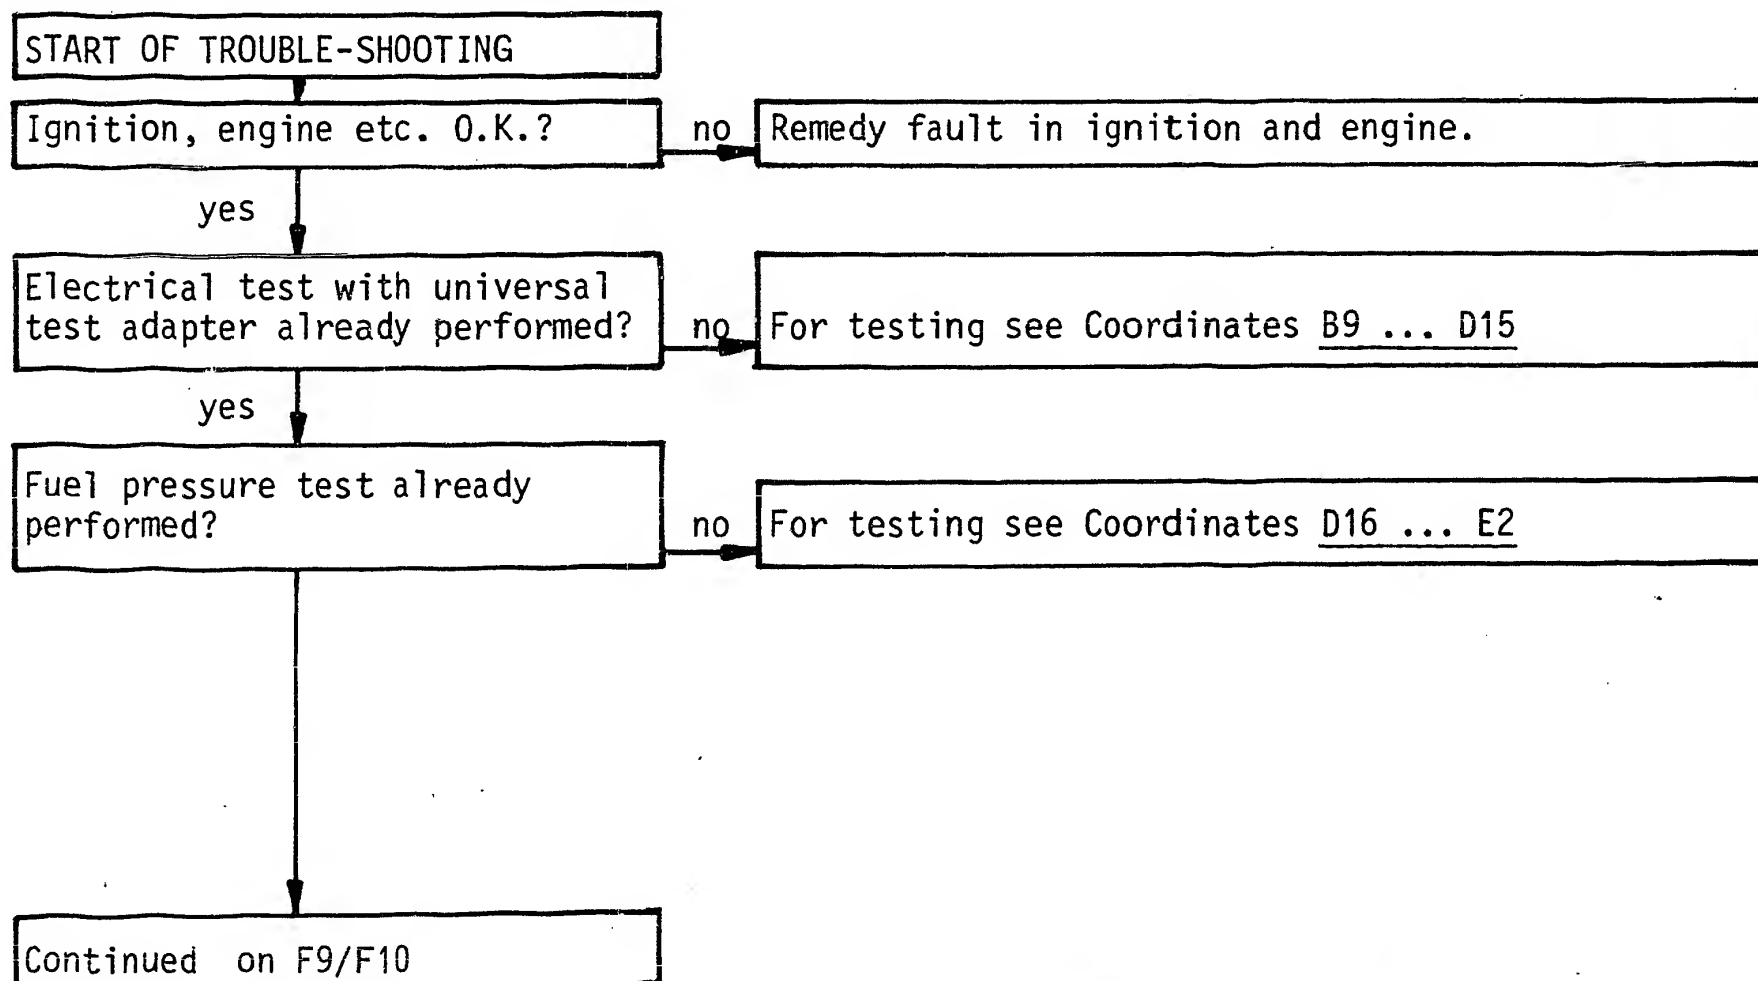 START OF TROUBLE-SHOOTING
Ignition, engine etc. O.K.?
no
Remedy fault in ignition and engine.
yes
Electrical test with universal
test adapter already performed?
no
For testing see Coordinates B9 ... D15
yes
Fuel pressure test already
performed?
no
For testing see Coordinates D16 ... E2
Continued on F9/F10